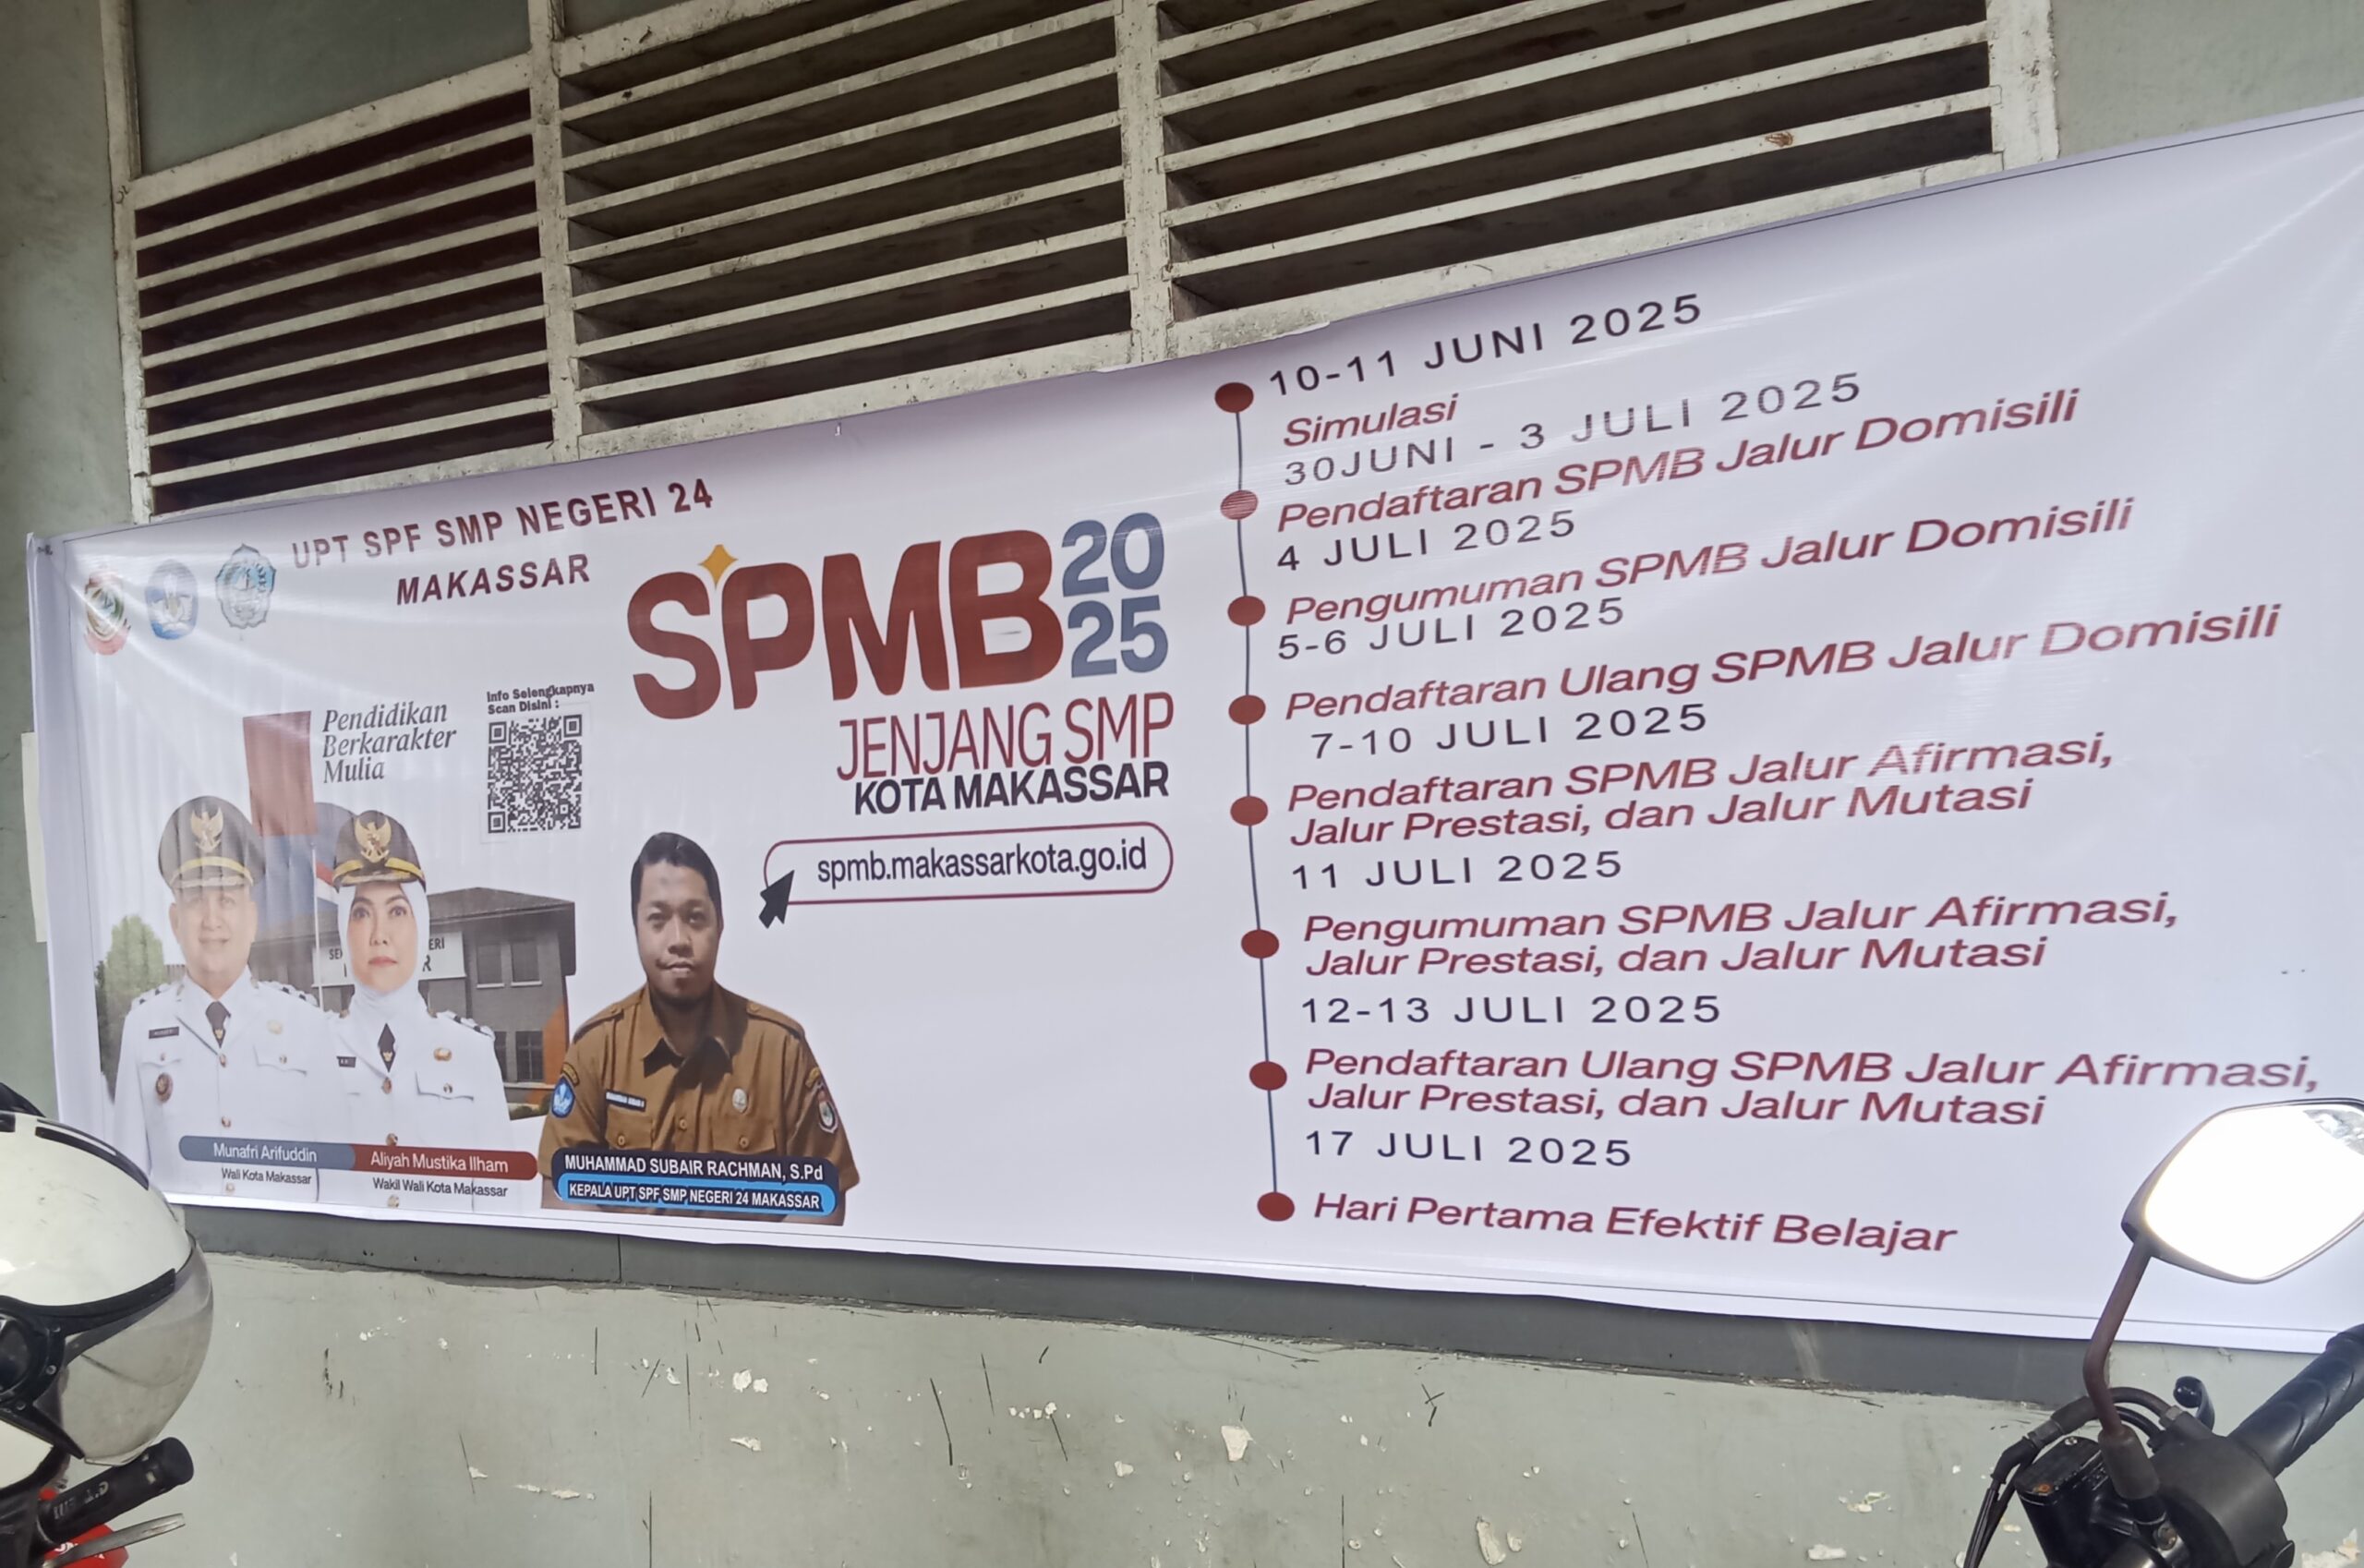 UPT SPF SMP NEGERI 24
MAKASSAR
SPMB 2025
JENJANG SMP
KOTA MAKASSAR
spmb.makassarkota.go.id
Info Selengkapnya
Scan Disini :
Pendidikan
Berkarakter
Mulia
Munafri Arifuddin
Wali Kota Makassar
Aliyah Mustika Ilham
Wakil Wali Kota Makassar
MUHAMMAD SUBAIR RACHMAN, S.Pd
KEPALA UPT SPF SMP NEGERI 24 MAKASSAR
10-11 JUNI 2025
Simulasi
30JUNI - 3 JULI 2025
Pendaftaran SPMB Jalur Domisili
4 JULI 2025
Pengumuman SPMB Jalur Domisili
5-6 JULI 2025
Pendaftaran Ulang SPMB Jalur Domisili
7-10 JULI 2025
Pendaftaran SPMB Jalur Afirmasi,
Jalur Prestasi, dan Jalur Mutasi
11 JULI 2025
Pengumuman SPMB Jalur Afirmasi,
Jalur Prestasi, dan Jalur Mutasi
12-13 JULI 2025
Pendaftaran Ulang SPMB Jalur Afirmasi,
Jalur Prestasi, dan Jalur Mutasi
17 JULI 2025
Hari Pertama Efektif Belajar